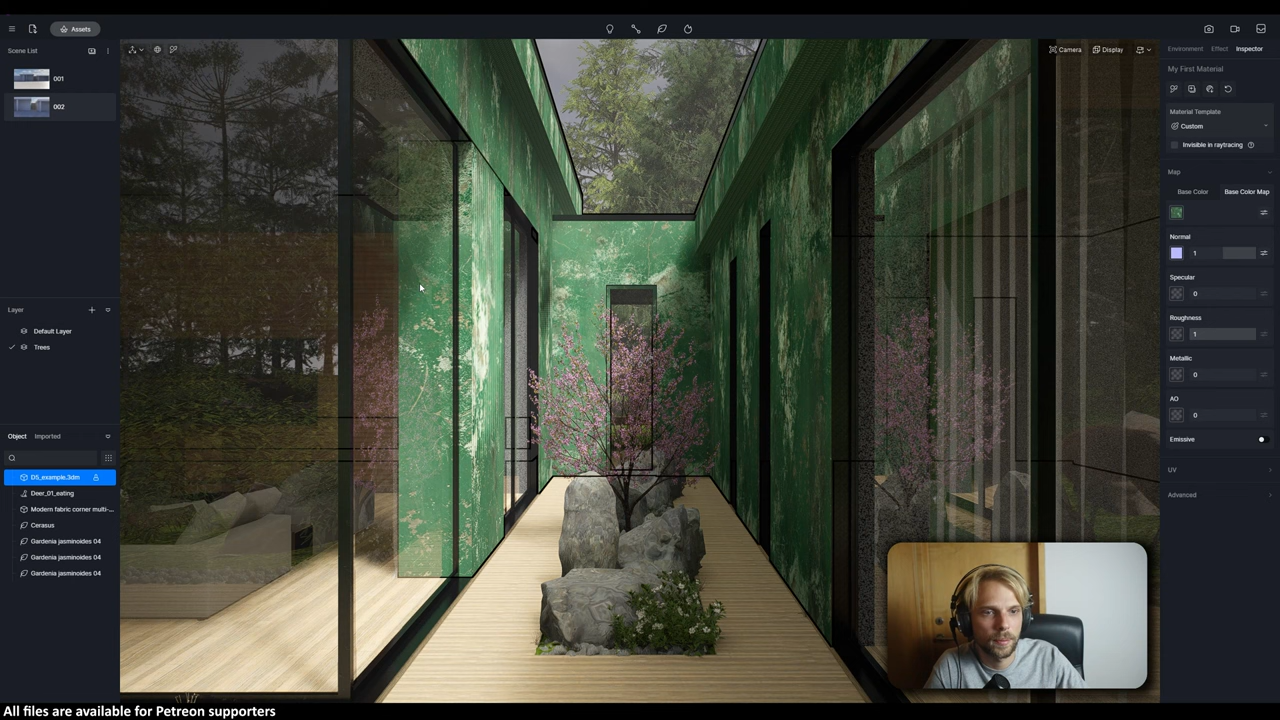 Assets
Scene List
001
002
Layer
Default Layer
Trees
Object Imported
D5_example.3dm
Deer_01_eating
Modern fabric corner multi-...
Cerasus
Gardenia jasminoides 04
Gardenia jasminoides 04
Gardenia jasminoides 04
Camera Display
Environment Effect Inspector
My First Material
Material Template
Custom
Invisible in raytracing
Map
Base Color Base Color Map
Normal
1
Specular
0
Roughness
1
Metallic
0
AO
0
Emissive
UV
Advanced
All files are available for Petreon supporters